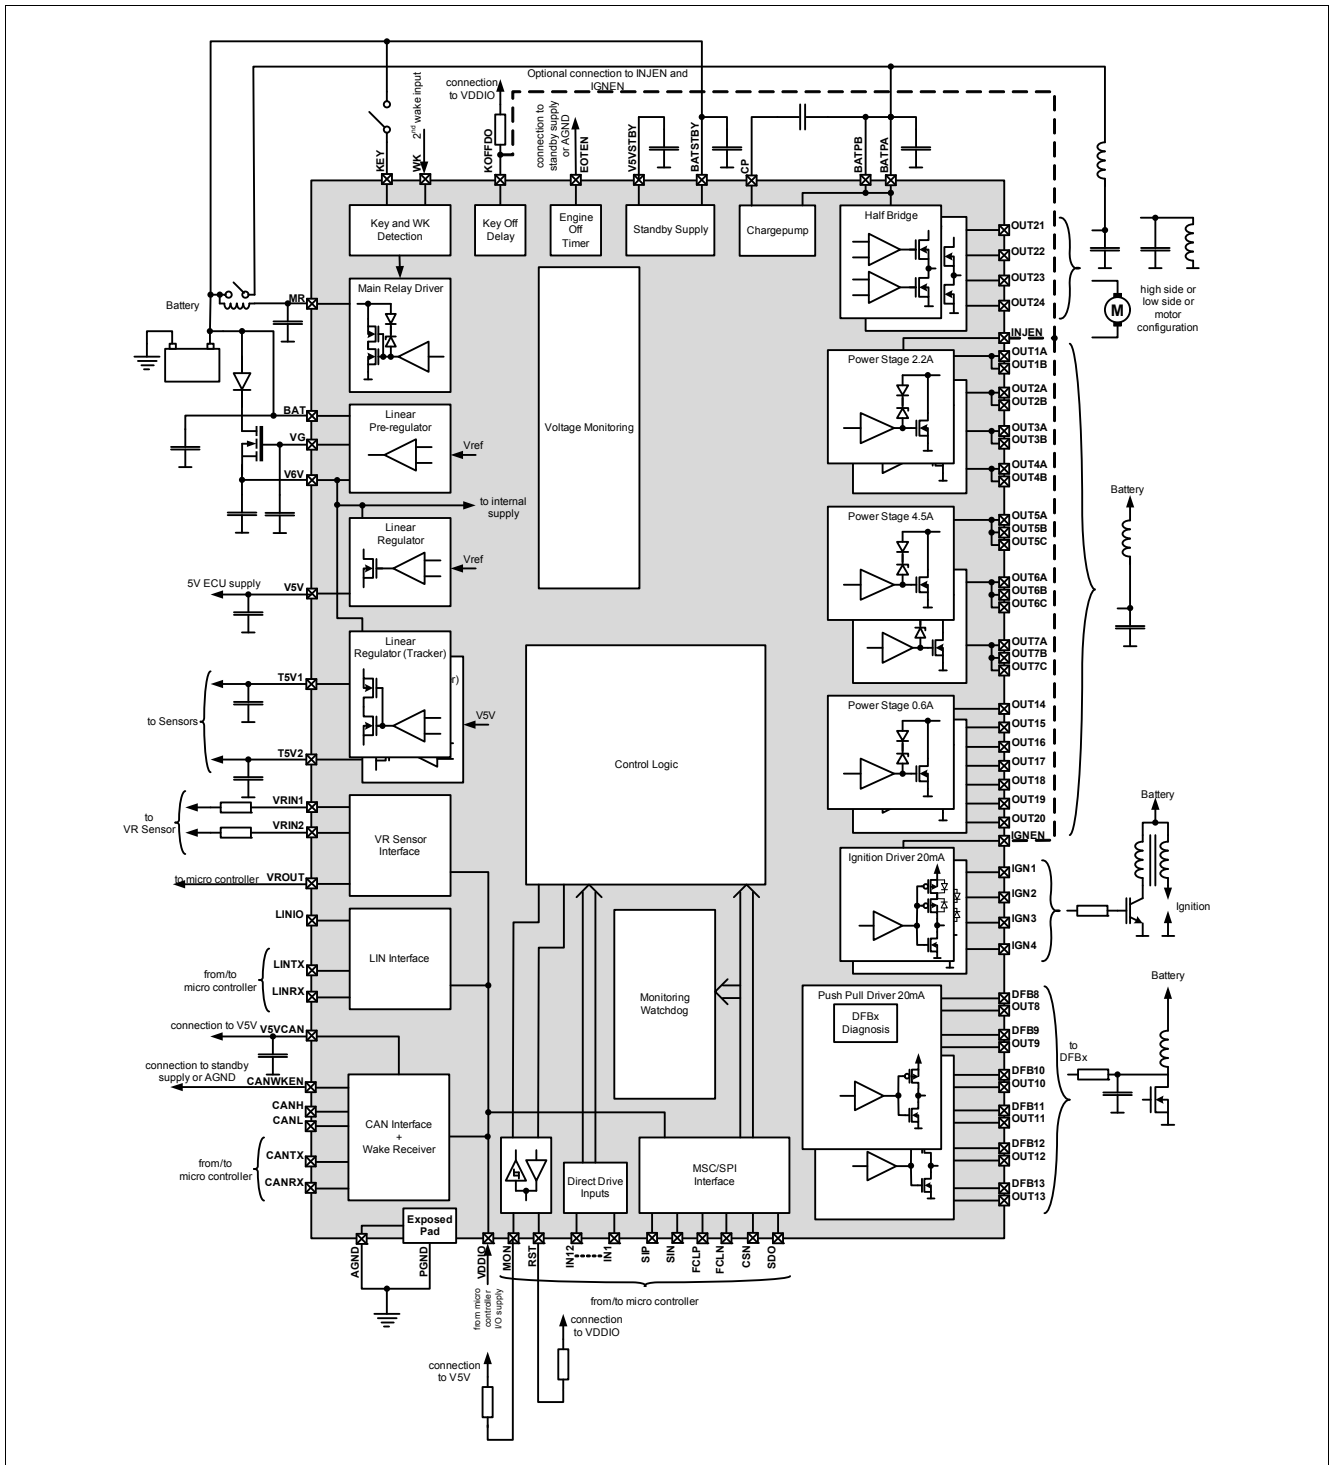 Optional connection to INJEN and
IGNEN
connection
to VDDIO
2nd wake input
connection to
standby supply
or AGND
KEY
WK
KOFFDO
EOTEN
V5VSTBY
BATSTBY
CP
BATPB
BATPA
Key and WK
Detection
Key Off
Delay
Engine
Off
Timer
Standby Supply
Chargepump
Half Bridge
OUT21
OUT22
OUT23
OUT24
high side or
low side or
motor
configuration
M
Battery
MR
Main Relay Driver
Voltage Monitoring
INJEN
Power Stage 2.2A
OUT1A
OUT1B
OUT2A
OUT2B
OUT3A
OUT3B
OUT4A
OUT4B
BAT
VG
V6V
Linear
Pre-regulator
Vref
to internal
supply
Linear
Regulator
Vref
5V ECU supply
V5V
Power Stage 4.5A
OUT5A
OUT5B
OUT5C
OUT6A
OUT6B
OUT6C
OUT7A
OUT7B
OUT7C
Battery
Linear
Regulator (Tracker)
r)
V5V
T5V1
to Sensors
T5V2
Control Logic
Power Stage 0.6A
OUT14
OUT15
OUT16
OUT17
OUT18
OUT19
OUT20
IGNEN
to
VR Sensor
VRIN1
VRIN2
VR Sensor
Interface
to micro controller
VROUT
Ignition Driver 20mA
IGN1
IGN2
IGN3
IGN4
Battery
Ignition
LINIO
LINTX
LINRX
from/to
micro controller
LIN Interface
Monitoring
Watchdog
Push Pull Driver 20mA
DFBx
Diagnosis
DFB8
OUT8
DFB9
OUT9
DFB10
OUT10
DFB11
OUT11
DFB12
OUT12
DFB13
OUT13
to
DFBx
Battery
connection to V5V
V5VCAN
connection to standby
supply or AGND
CANWKEN
CANH
CANL
CANTX
CANRX
from/to
micro controller
CAN Interface
+
Wake Receiver
Direct Drive
Inputs
MSC/SPI
Interface
Exposed
Pad
AGND
PGND
VDDIO
MON
RST
IN12
IN1
SIP
SIN
FCLP
FCLN
CSN
SDO
from micro
controller
I/O supply
from/to micro controller
connection
to VDDIO
connection
to V5V